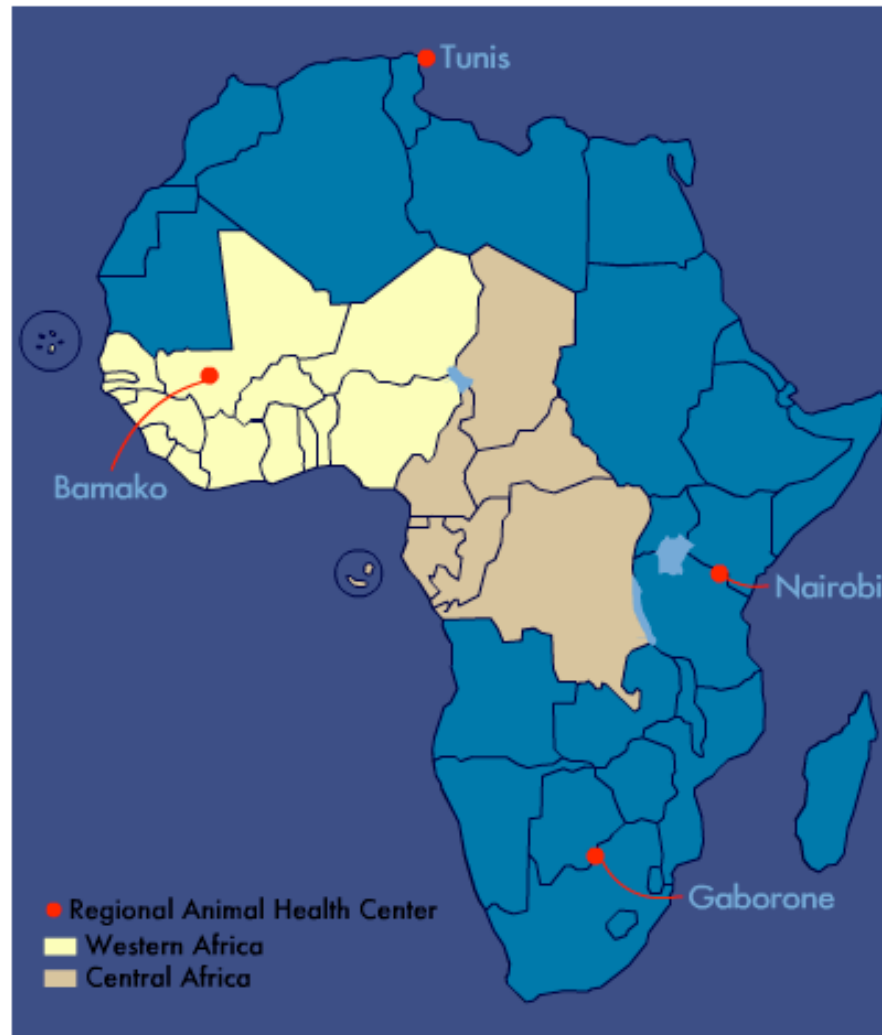 Tunis
Bamako
Nairobi
Gaborone
Regional Animal Health Center
Western Africa
Central Africa